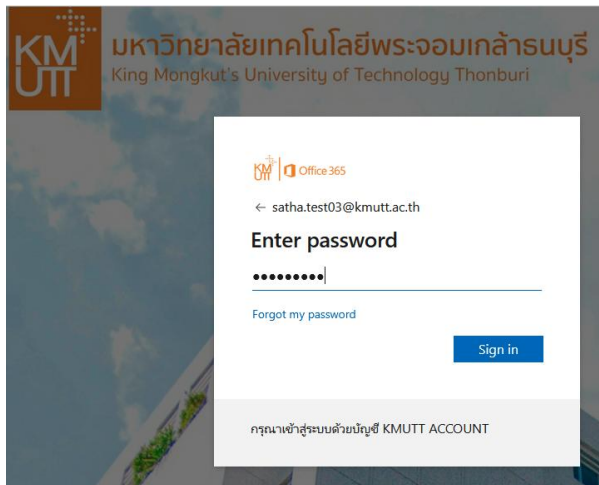 KM
UTT
มหาวิทยาลัยเทคโนโลยีพระจอมเกล้าธนบุรี
King Mongkut's University of Technology Thonburi
KM
UTT
Office 365
← satha.test03@kmutt.ac.th
Enter password
•••••••••
Forgot my password
Sign in
กรุณาเข้าสู่ระบบด้วยบัญชี KMUTT ACCOUNT